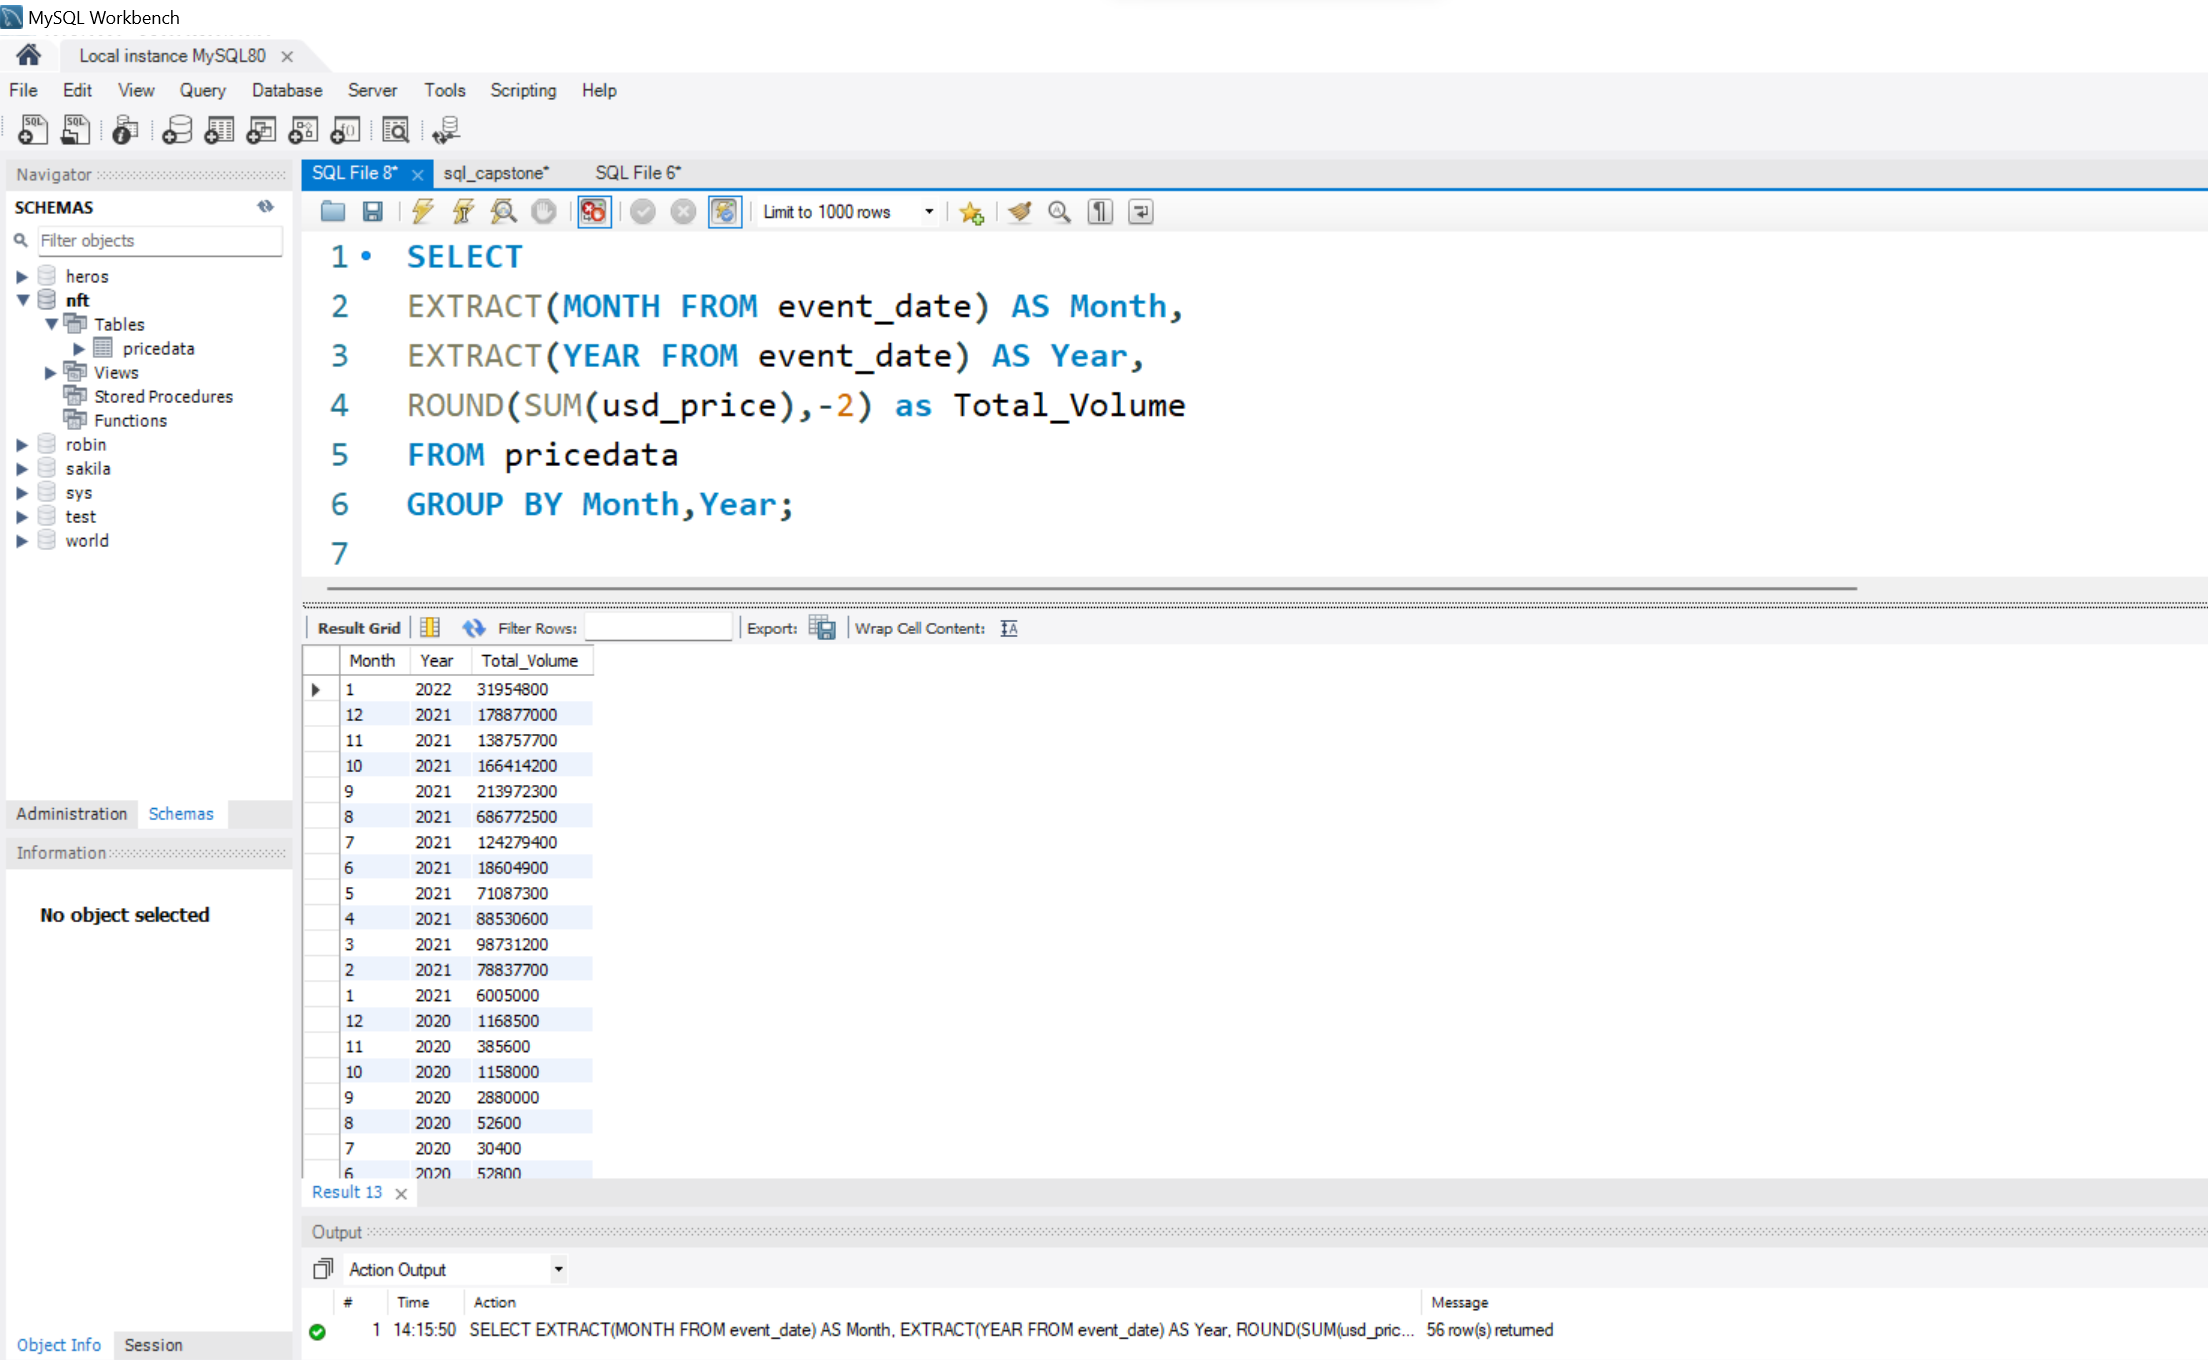 MySQL Workbench
Local instance MySQL80
File Edit View Query Database Server Tools Scripting Help
Navigator
SCHEMAS
Filter objects
heros
nft
Tables
pricedata
Views
Stored Procedures
Functions
robin
sakila
sys
test
world
Administration Schemas
Information
No object selected
Object Info Session
SQL File 8* sql_capstone* SQL File 6*
Limit to 1000 rows
1 SELECT
2 EXTRACT(MONTH FROM event_date) AS Month,
3 EXTRACT(YEAR FROM event_date) AS Year,
4 ROUND(SUM(usd_price),-2) as Total_Volume
5 FROM pricedata
6 GROUP BY Month,Year;
7
Result Grid Filter Rows: Export: Wrap Cell Content:
Month Year Total_Volume
1 2022 31954800
12 2021 178877000
11 2021 138757700
10 2021 166414200
9 2021 213972300
8 2021 686772500
7 2021 124279400
6 2021 18604900
5 2021 71087300
4 2021 88530600
3 2021 98731200
2 2021 78837700
1 2021 6005000
12 2020 1168500
11 2020 385600
10 2020 1158000
9 2020 2880000
8 2020 52600
7 2020 30400
6 2020 52800
Result 13
Output
Action Output
# Time Action Message
1 14:15:50 SELECT EXTRACT(MONTH FROM event_date) AS Month, EXTRACT(YEAR FROM event_date) AS Year, ROUND(SUM(usd_pric... 56 row(s) returned